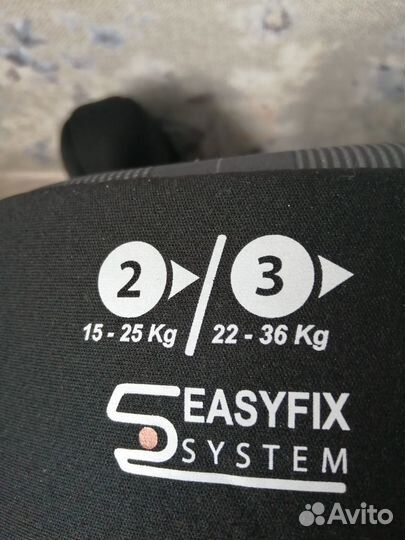 2 / 3
15 - 25 Kg 22 - 36 Kg
EASYFIX
SYSTEM
Avito